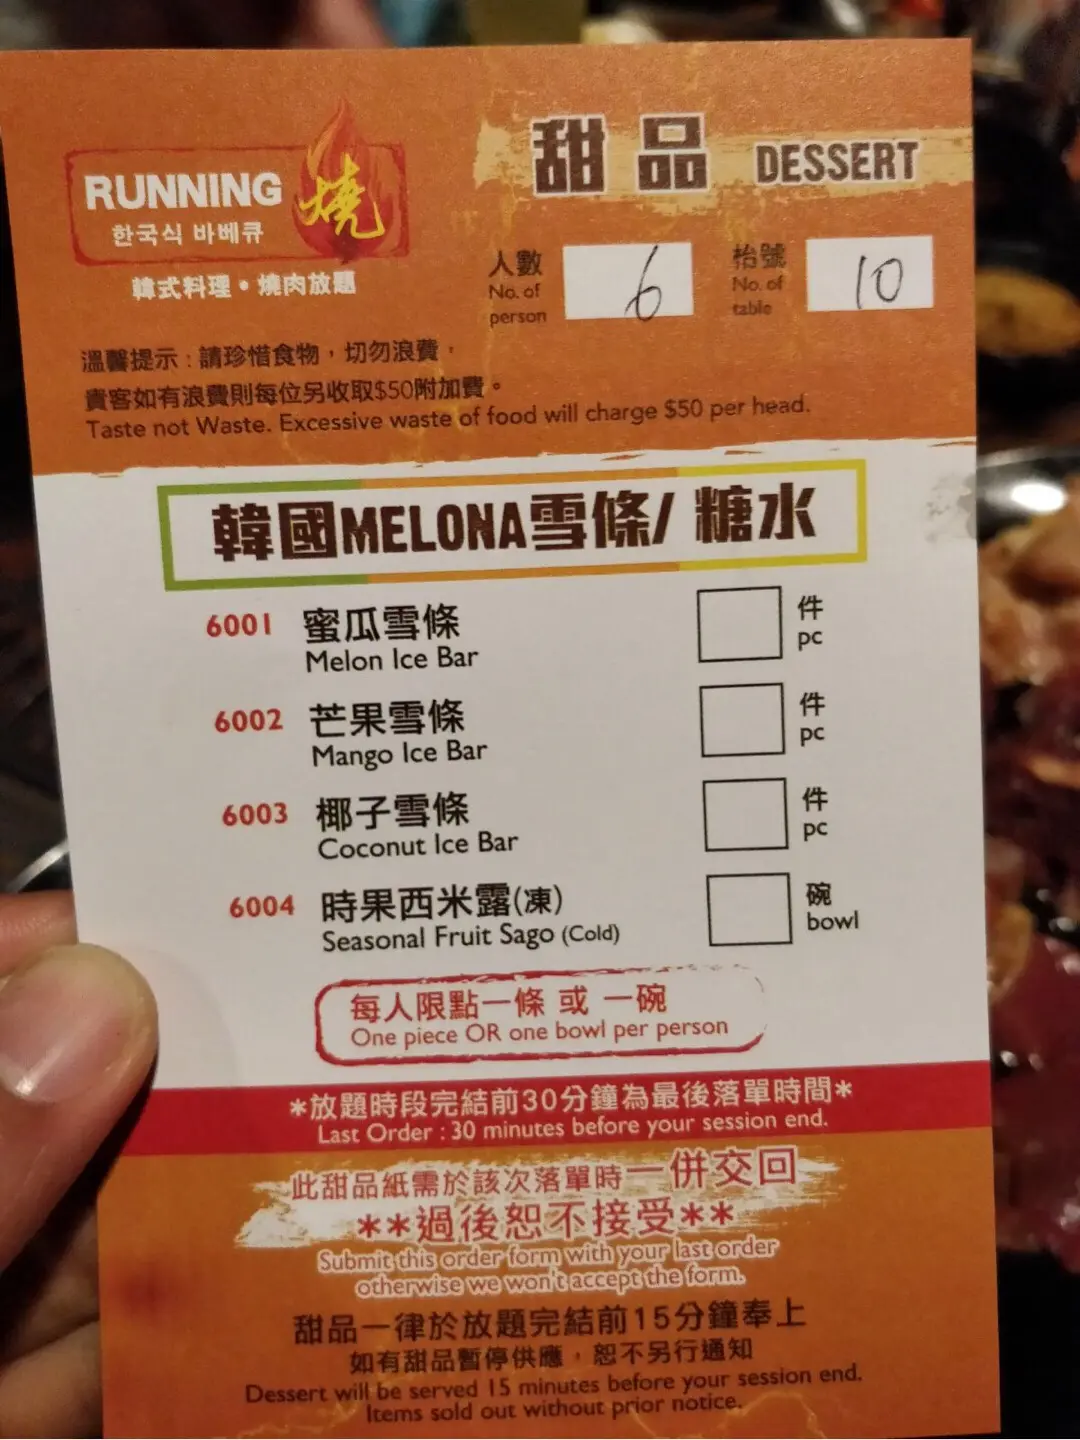 RUNNING 燒
한국식 바베큐
韓式料理•燒肉放題
甜品 DESSERT
人數
No. of
person
6
枱號
No. of
table
10
溫馨提示 : 請珍惜食物，切勿浪費。
貴客如有浪費則每位另收取$50附加費。
Taste not Waste. Excessive waste of food will charge $50 per head.
韓國MELONA雪條/ 糖水
6001 蜜瓜雪條 件
Melon Ice Bar pc
6002 芒果雪條 件
Mango Ice Bar pc
6003 椰子雪條 件
Coconut Ice Bar pc
6004 時果西米露(凍) 碗
Seasonal Fruit Sago (Cold) bowl
每人限點一條 或 一碗
One piece OR one bowl per person
*放題時段完結前30分鐘為最後落單時間*
Last Order : 30 minutes before your session end.
此甜品紙需於該次落單時一併交回
**過後恕不接受**
Submit this order form with your last order
otherwise we won't accept the form.
甜品一律於放題完結前15分鐘奉上
如有甜品暫停供應，恕不另行通知
Dessert will be served 15 minutes before your session end.
Items sold out without prior notice.